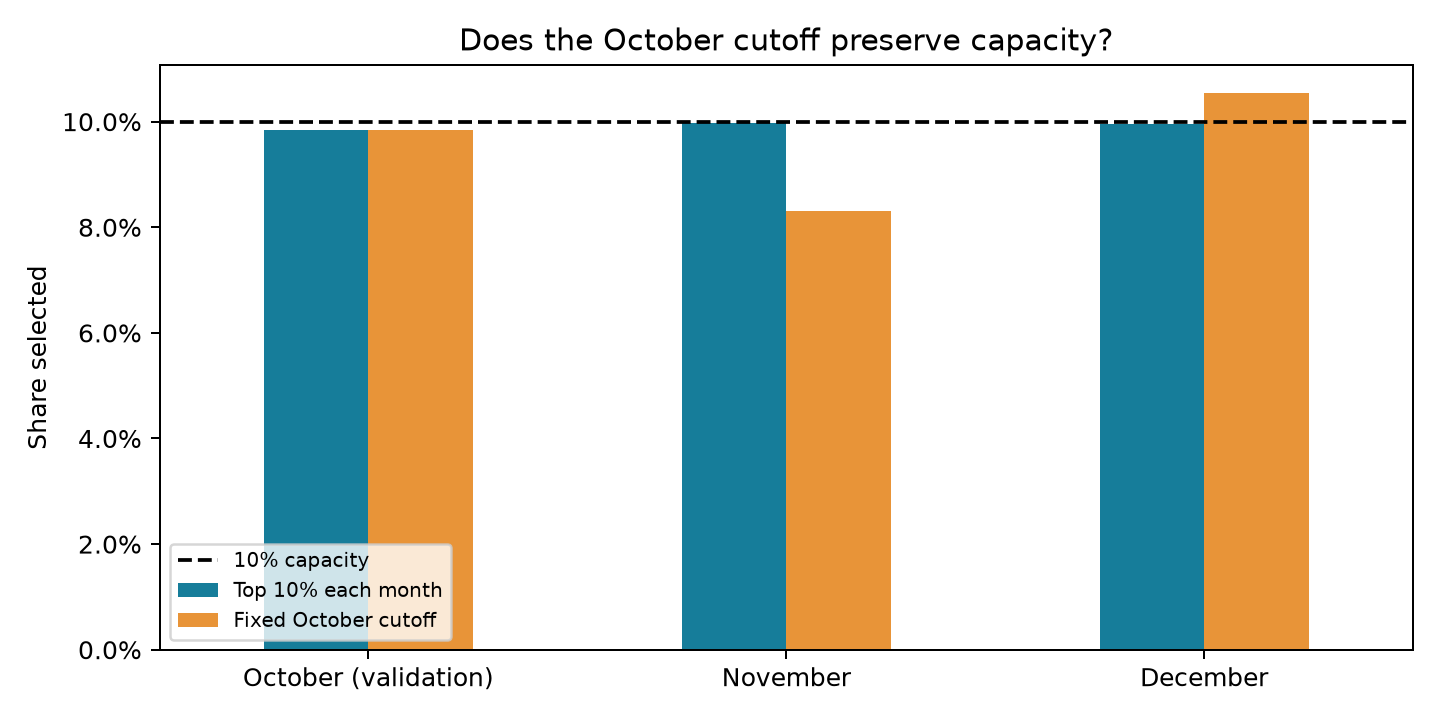 Does the October cutoff preserve capacity?
Share selected
10.0%
8.0%
6.0%
4.0%
2.0%
0.0%
10% capacity
Top 10% each month
Fixed October cutoff
October (validation)
November
December